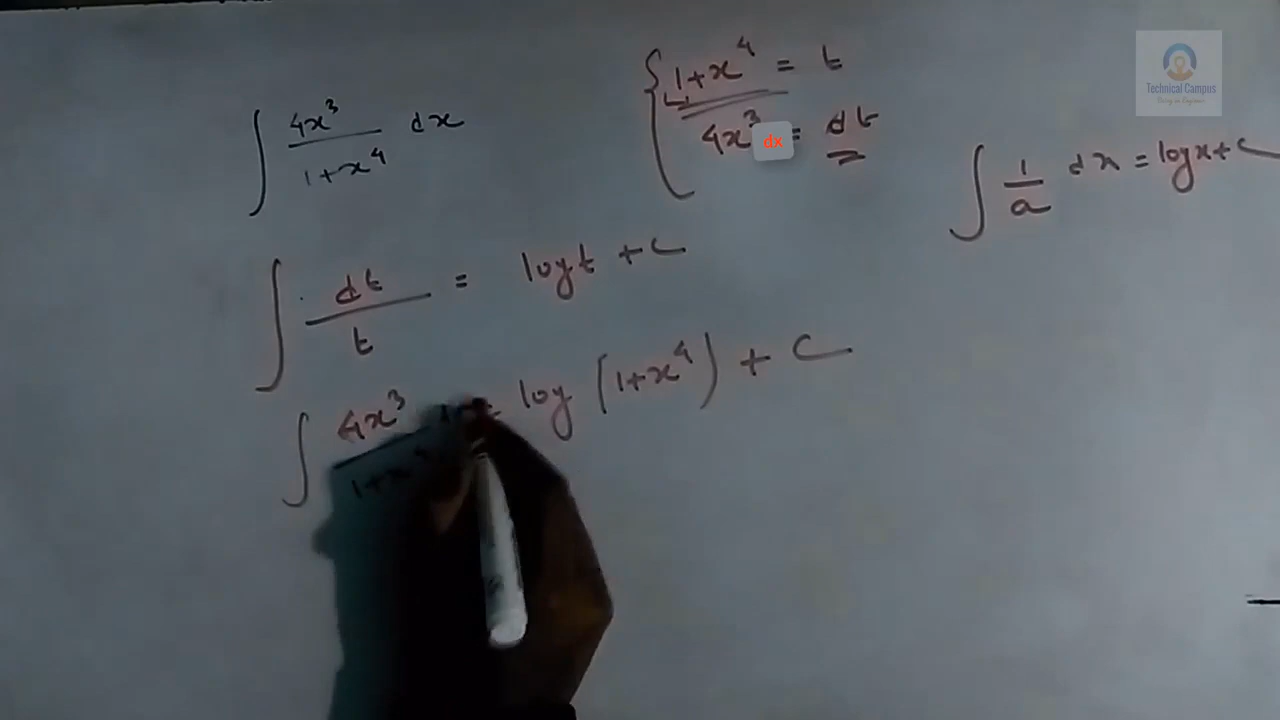 ∫ 4x³/(1+x⁴) dx
1+x⁴ = t
4x³ dx = dt
∫ 1/a dx = log x + c
∫ dt/t = log t + c
∫ 4x³/(1+x⁴) = log (1+x⁴) + c
Technical Campus